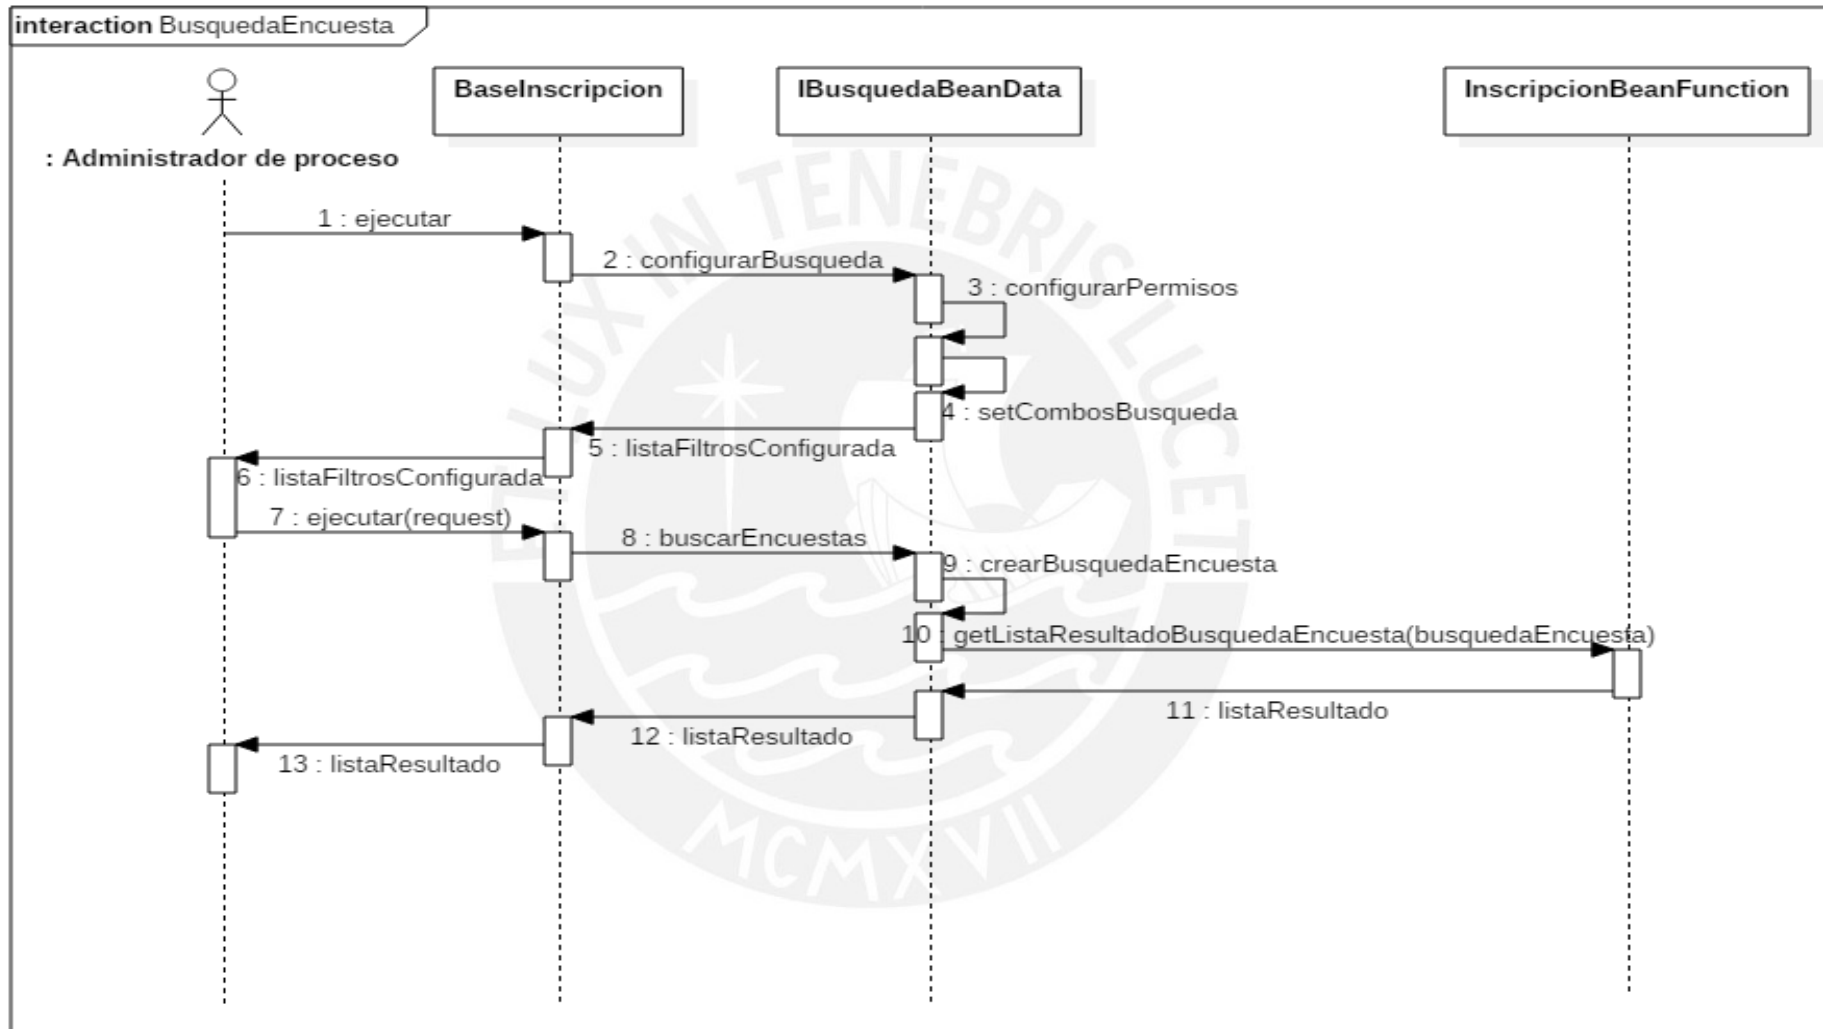 interaction BusquedaEncuesta
BaseInscripcion
IBusquedaBeanData
InscripcionBeanFunction
: Administrador de proceso
1 : ejecutar
2 : configurarBusqueda
3 : configurarPermisos
4 : setCombosBusqueda
5 : listaFiltrosConfigurada
6 : listaFiltrosConfigurada
7 : ejecutar(request)
8 : buscarEncuestas
9 : crearBusquedaEncuesta
10 : getListaResultadoBusquedaEncuesta(busquedaEncuesta)
11 : listaResultado
12 : listaResultado
13 : listaResultado
ET LUX IN TENEBRIS LUCET
MCMXVII